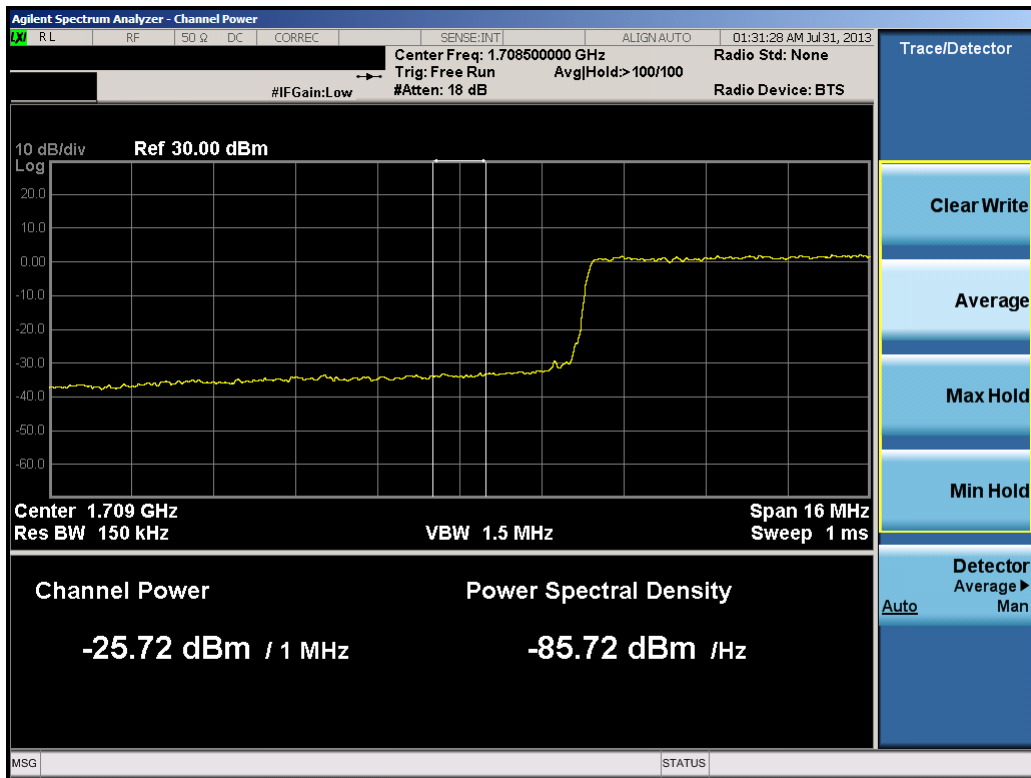 Agilent Spectrum Analyzer - Channel Power
LXI RL RF 50 Ω DC CORREC SENSE:INT ALIGN AUTO 01:31:28 AM Jul 31, 2013
Center Freq: 1.708500000 GHz Radio Std: None
Trig: Free Run Avg|Hold:>100/100
#IFGain:Low #Atten: 18 dB Radio Device: BTS
Trace/Detector
10 dB/div Ref 30.00 dBm
Log
20.0
10.0
0.00
-10.0
-20.0
-30.0
-40.0
-50.0
-60.0
Center 1.709 GHz Span 16 MHz
Res BW 150 kHz VBW 1.5 MHz Sweep 1 ms
Channel Power Power Spectral Density
-25.72 dBm / 1 MHz -85.72 dBm /Hz
Clear Write
Average
Max Hold
Min Hold
Detector
Average
Auto Man
MSG STATUS